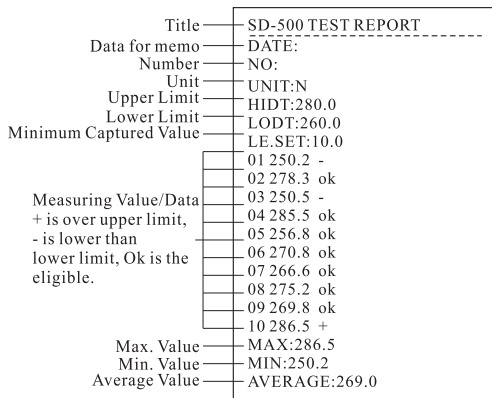 Title SD-500 TEST REPORT
Data for memo DATE:
Number NO:
Unit UNIT:N
Upper Limit HIDT:280.0
Lower Limit LODT:260.0
Minimum Captured Value LE.SET:10.0
Measuring Value/Data
+ is over upper limit,
- is lower than
lower limit, Ok is the
eligible.
01 250.2 -
02 278.3 ok
03 250.5 -
04 285.5 ok
05 256.8 ok
06 270.8 ok
07 266.6 ok
08 275.2 ok
09 269.8 ok
10 286.5 +
Max. Value MAX:286.5
Min. Value MIN:250.2
Average Value AVERAGE:269.0